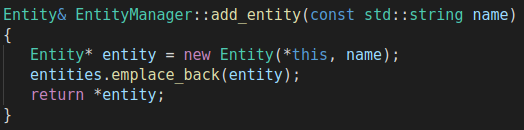 Entity& EntityManager::add_entity(const std::string name)
{
    Entity* entity = new Entity(*this, name);
    entities.emplace_back(entity);
    return *entity;
}